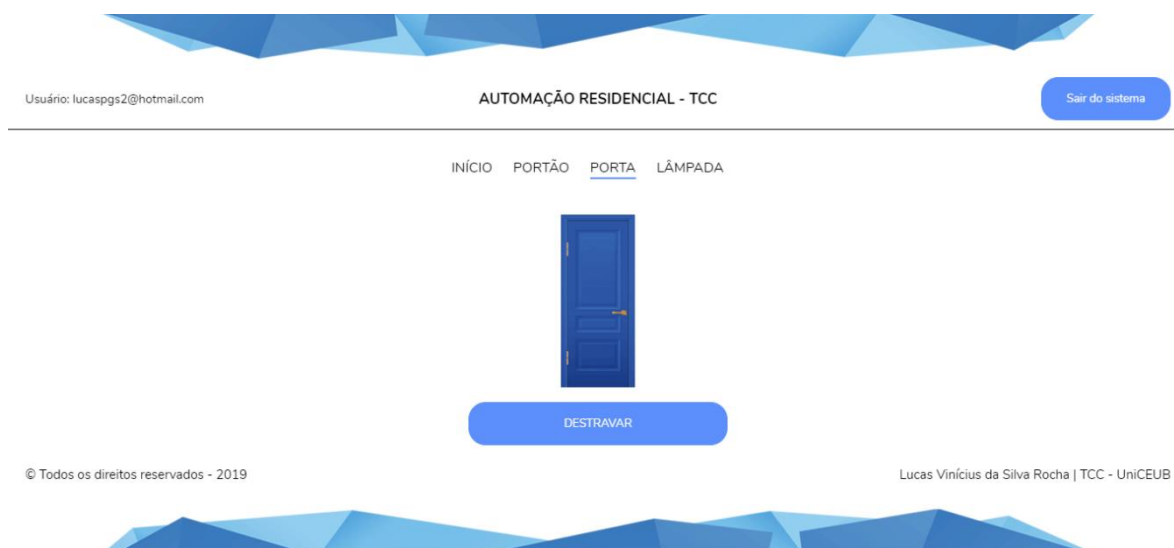 Usuário: lucaspgs2@hotmail.com
AUTOMAÇÃO RESIDENCIAL - TCC
Sair do sistema
INÍCIO PORTÃO PORTA LÂMPADA
DESTRAVAR
© Todos os direitos reservados - 2019
Lucas Vinícius da Silva Rocha | TCC - UniCEUB